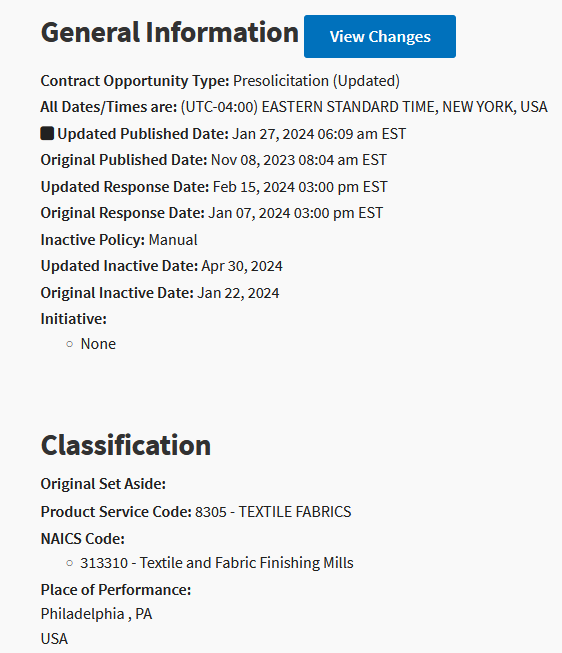 General Information View Changes
Contract Opportunity Type: Presolicitation (Updated)
All Dates/Times are: (UTC-04:00) EASTERN STANDARD TIME, NEW YORK, USA
Updated Published Date: Jan 27, 2024 06:09 am EST
Original Published Date: Nov 08, 2023 08:04 am EST
Updated Response Date: Feb 15, 2024 03:00 pm EST
Original Response Date: Jan 07, 2024 03:00 pm EST
Inactive Policy: Manual
Updated Inactive Date: Apr 30, 2024
Original Inactive Date: Jan 22, 2024
Initiative:
None
Classification
Original Set Aside:
Product Service Code: 8305 - TEXTILE FABRICS
NAICS Code:
313310 - Textile and Fabric Finishing Mills
Place of Performance:
Philadelphia , PA
USA